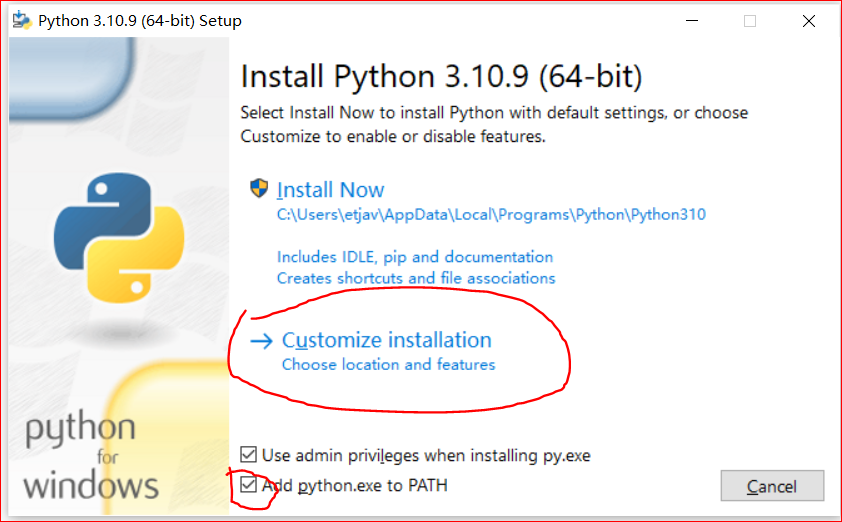 Python 3.10.9 (64-bit) Setup
Install Python 3.10.9 (64-bit)
Select Install Now to install Python with default settings, or choose
Customize to enable or disable features.
Install Now
C:\Users\etjav\AppData\Local\Programs\Python\Python310
Includes IDLE, pip and documentation
Creates shortcuts and file associations
Customize installation
Choose location and features
python
for
windows
Use admin privileges when installing py.exe
Add python.exe to PATH
Cancel